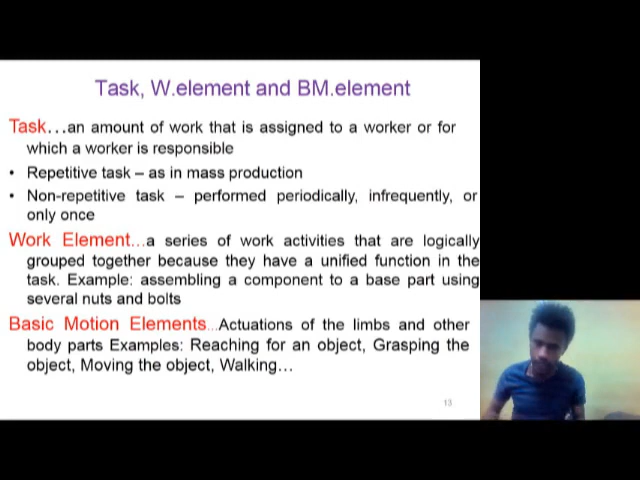 Task, W.element and BM.element
Task…an amount of work that is assigned to a worker or for
which a worker is responsible
• Repetitive task – as in mass production
• Non-repetitive task – performed periodically, infrequently, or
only once
Work Element…a series of work activities that are logically
grouped together because they have a unified function in the
task. Example: assembling a component to a base part using
several nuts and bolts
Basic Motion Elements…Actuations of the limbs and other
body parts Examples: Reaching for an object, Grasping the
object, Moving the object, Walking…
13